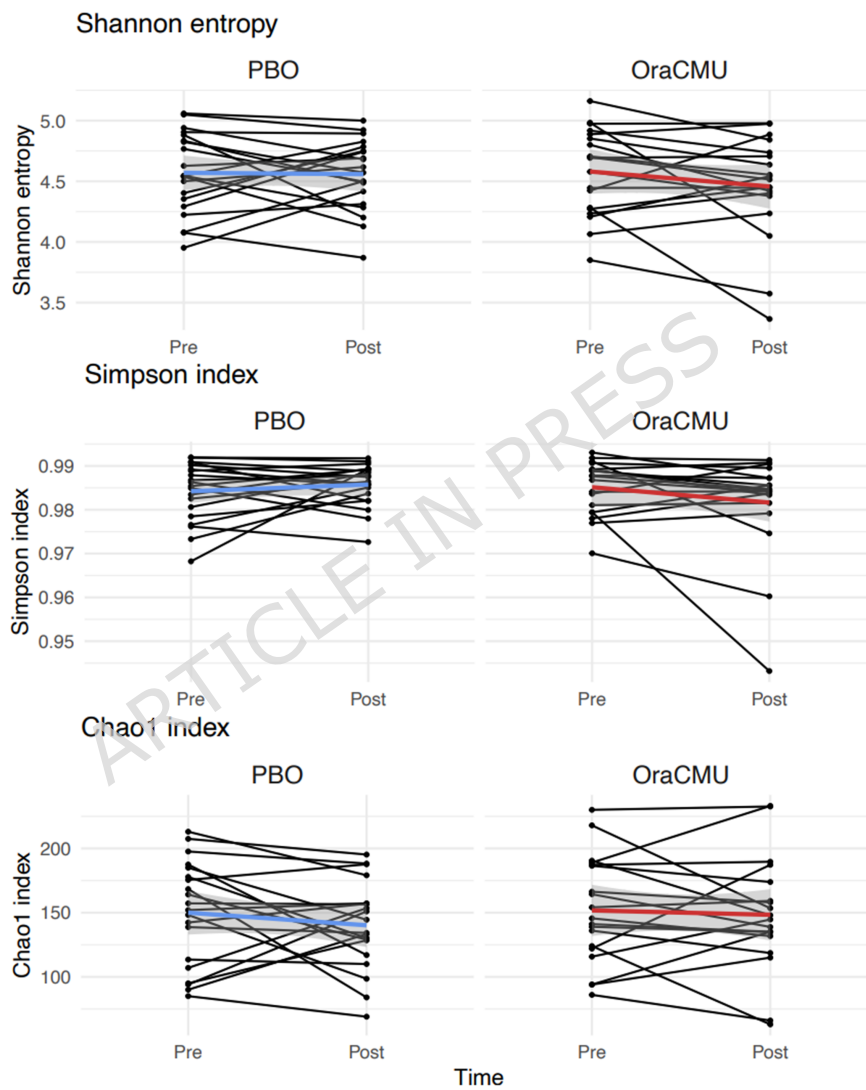 Shannon entropy
PBO OraCMU
Shannon entropy
5.0
4.5
4.0
3.5
Pre Post Pre Post
Simpson index
PBO OraCMU
Simpson index
0.99
0.98
0.97
0.96
0.95
Pre Post Pre Post
Chao1 index
PBO OraCMU
Chao1 index
200
150
100
Pre Post Pre Post
Time
ARTICLE IN PRESS